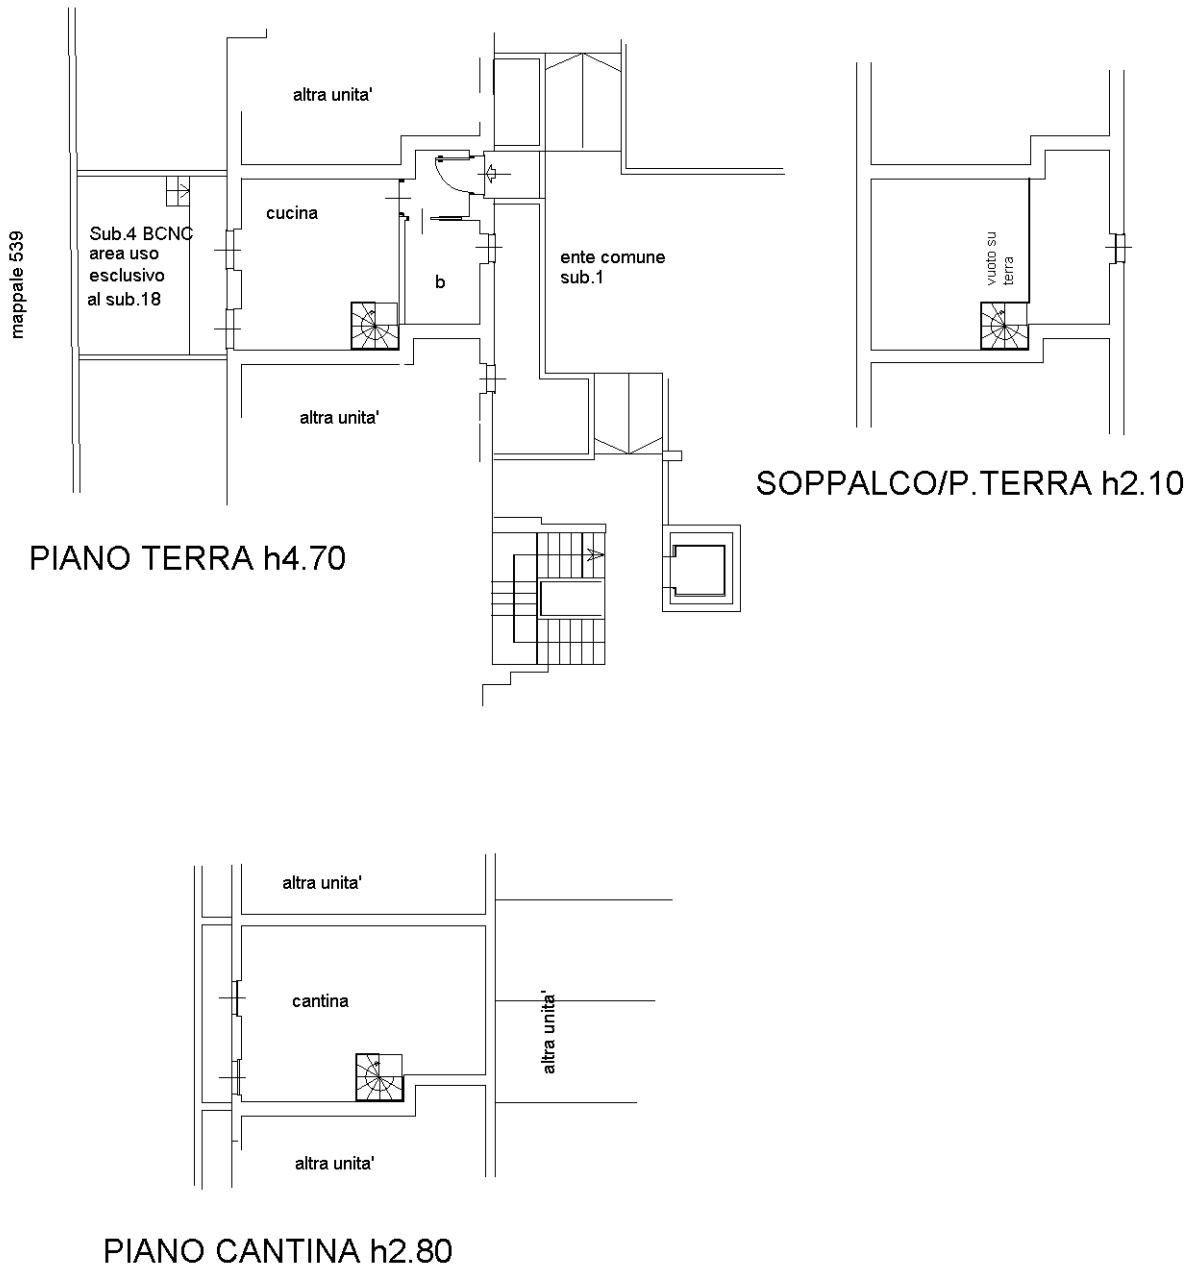 altra unita'
cucina
Sub.4 BCNC
area uso
esclusivo
al sub.18
mappale 539
b
ente comune
sub.1
altra unita'
PIANO TERRA h4.70
vuoto su
terra
SOPPALCO/P.TERRA h2.10
altra unita'
cantina
altra unita'
altra unita'
PIANO CANTINA h2.80